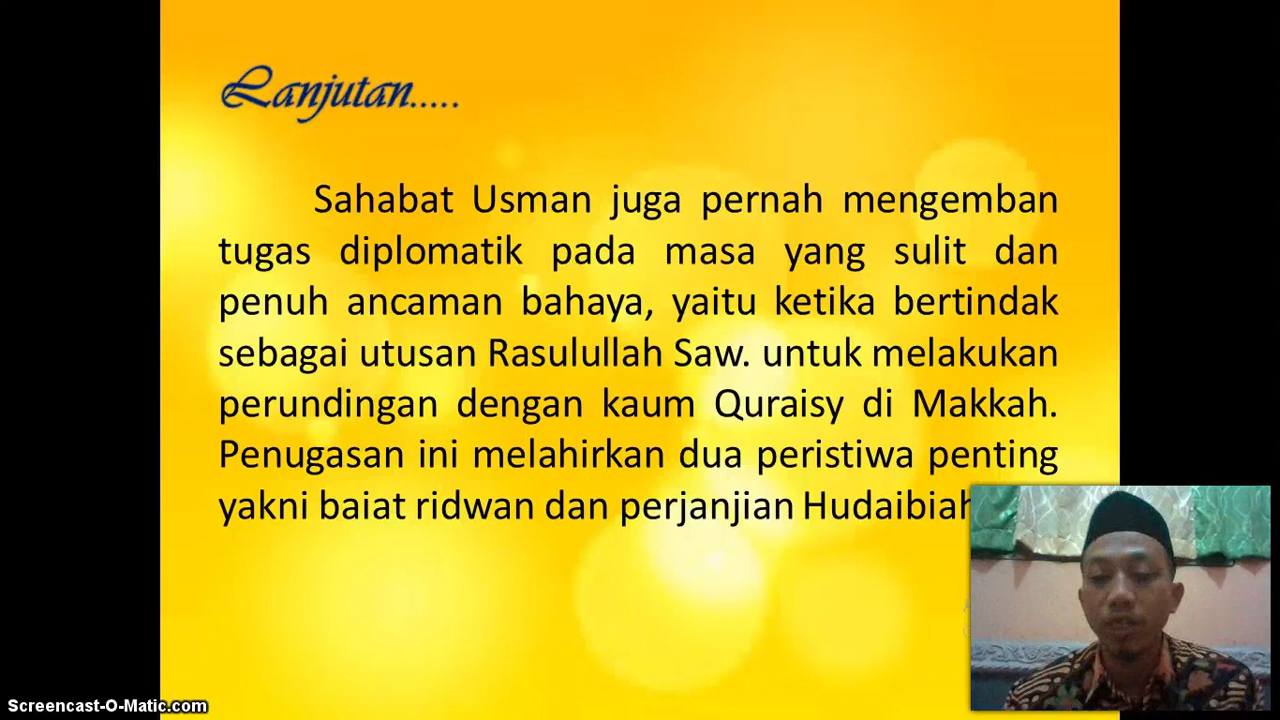 Lanjutan.....
Sahabat Usman juga pernah mengemban
tugas diplomatik pada masa yang sulit dan
penuh ancaman bahaya, yaitu ketika bertindak
sebagai utusan Rasulullah Saw. untuk melakukan
perundingan dengan kaum Quraisy di Makkah.
Penugasan ini melahirkan dua peristiwa penting
yakni baiat ridwan dan perjanjian Hudaibiah
Screencast-O-Matic.com